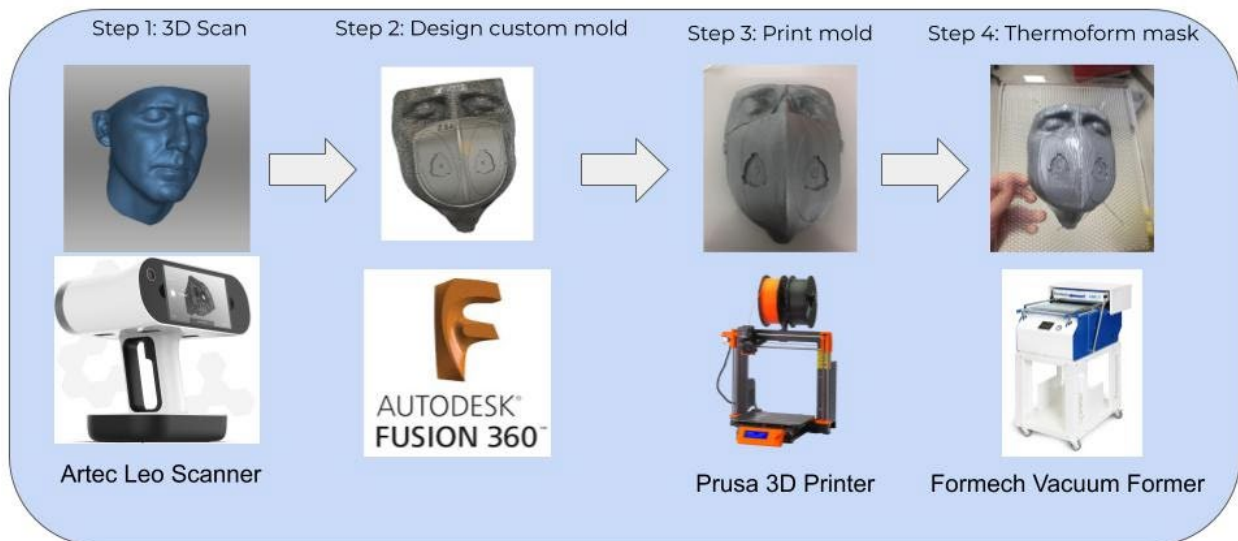 Step 1: 3D Scan
Step 2: Design custom mold
Step 3: Print mold
Step 4: Thermoform mask
AUTODESK®
FUSION 360™
Artec Leo Scanner
Prusa 3D Printer
Formech Vacuum Former